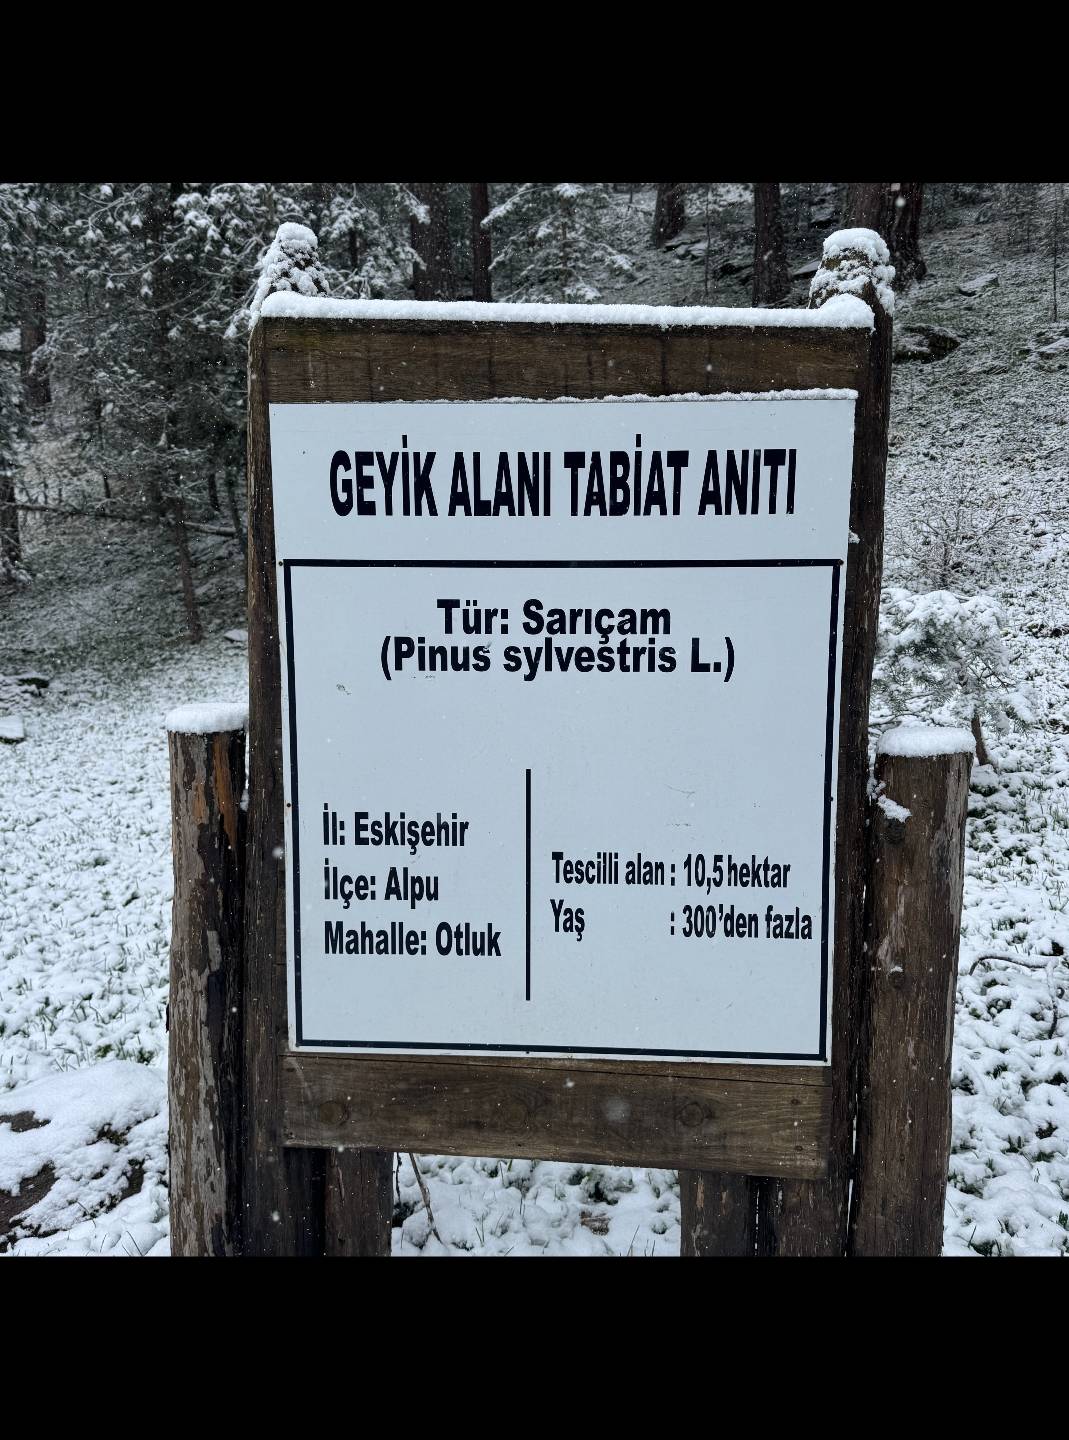 GEYİK ALANI TABİAT ANITI
Tür: Sarıçam
(Pinus sylvestris L.)
İl: Eskişehir
İlçe: Alpu
Mahalle: Otluk
Tescilli alan : 10,5 hektar
Yaş : 300'den fazla